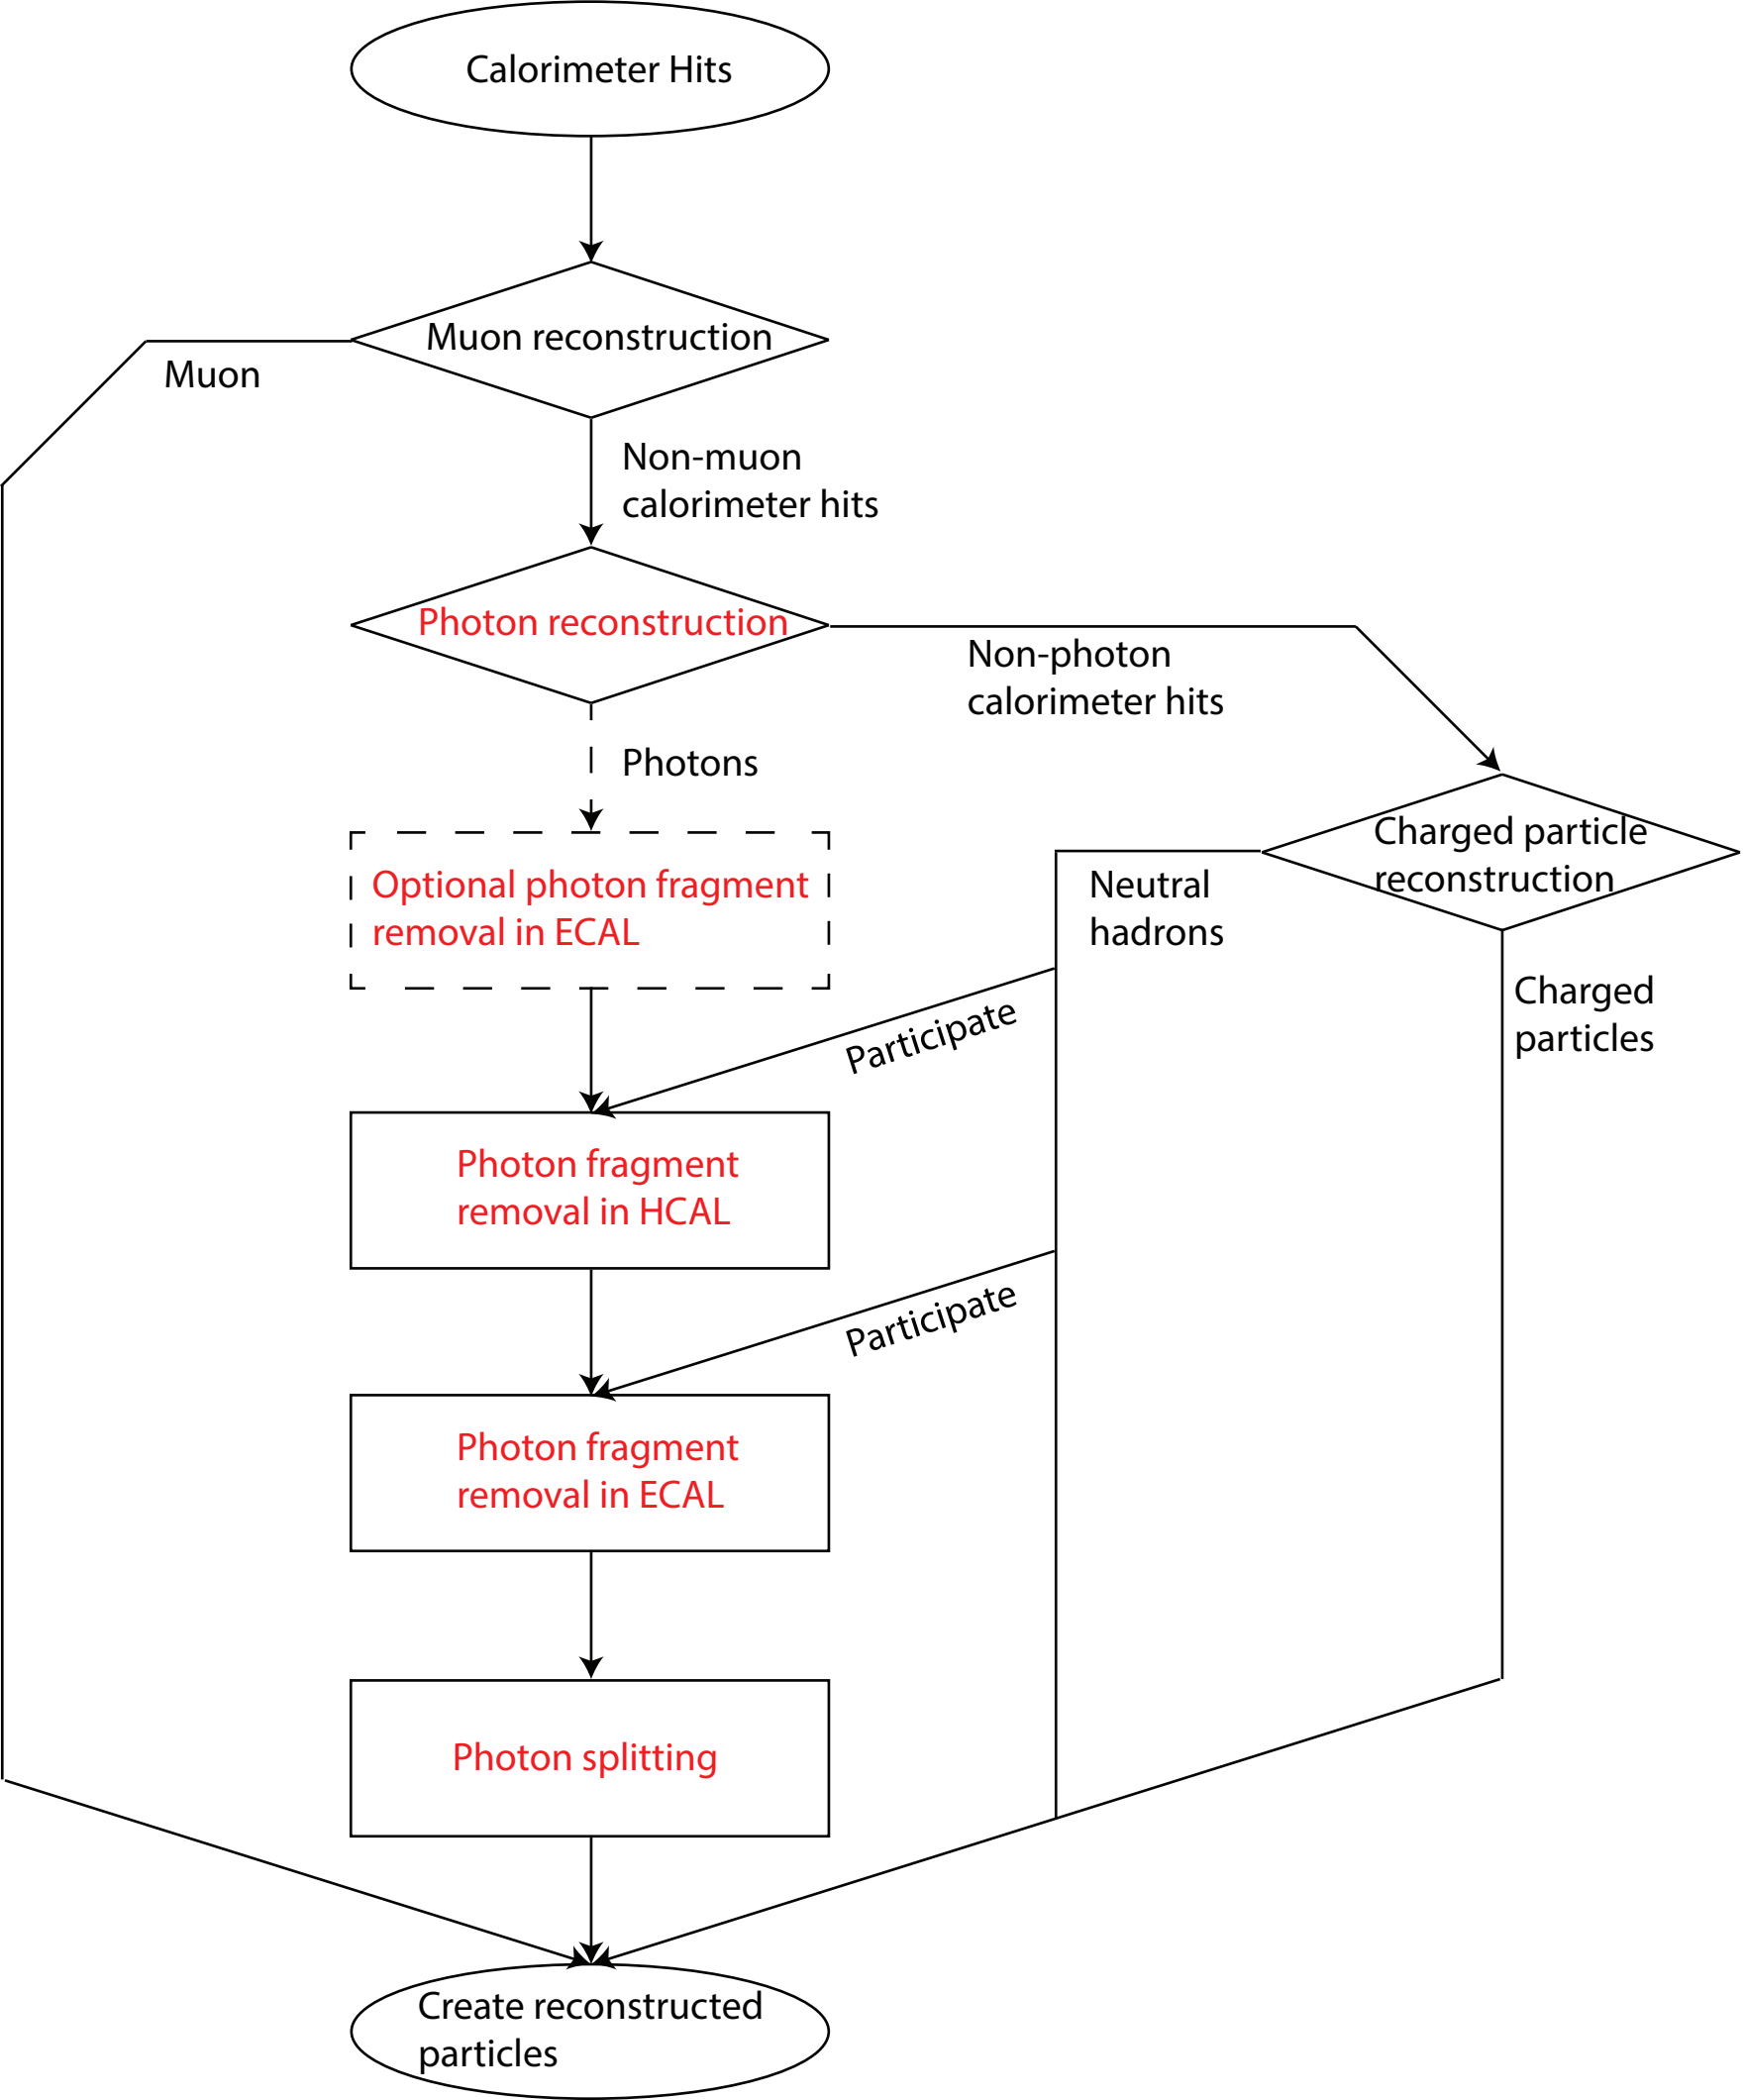 Calorimeter Hits
Muon reconstruction
Muon
Non-muon
calorimeter hits
Photon reconstruction
Non-photon
calorimeter hits
Photons
Charged particle
reconstruction
Optional photon fragment
removal in ECAL
Neutral
hadrons
Charged
particles
Participate
Photon fragment
removal in HCAL
Participate
Photon fragment
removal in ECAL
Photon splitting
Create reconstructed
particles